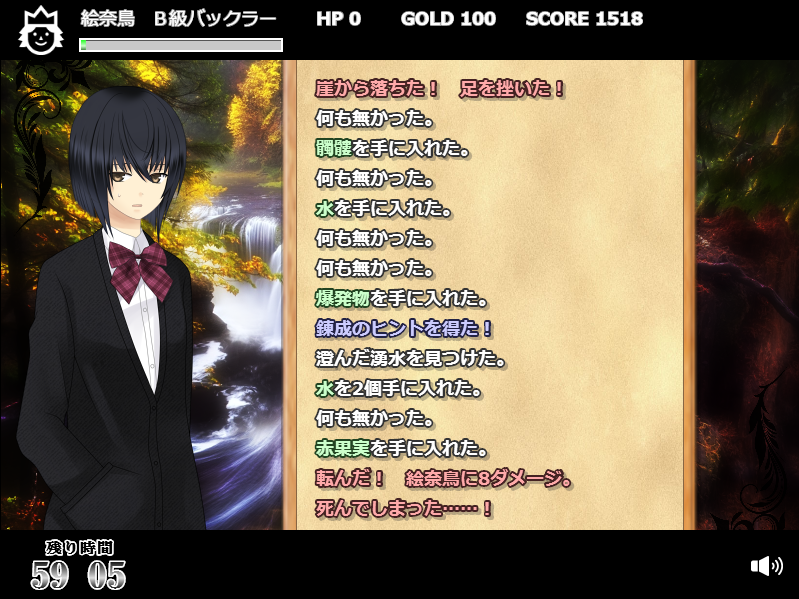 絵奈鳥 B級バックラー HP 0 GOLD 100 SCORE 1518
崖から落ちた! 足を挫いた!
何も無かった。
髑髏を手に入れた。
何も無かった。
水を手に入れた。
何も無かった。
何も無かった。
爆発物を手に入れた。
錬成のヒントを得た!
澄んだ湧水を見つけた。
水を2個手に入れた。
何も無かった。
赤果実を手に入れた。
転んだ! 絵奈鳥に8ダメージ。
死んでしまった……!
残り時間
59 05